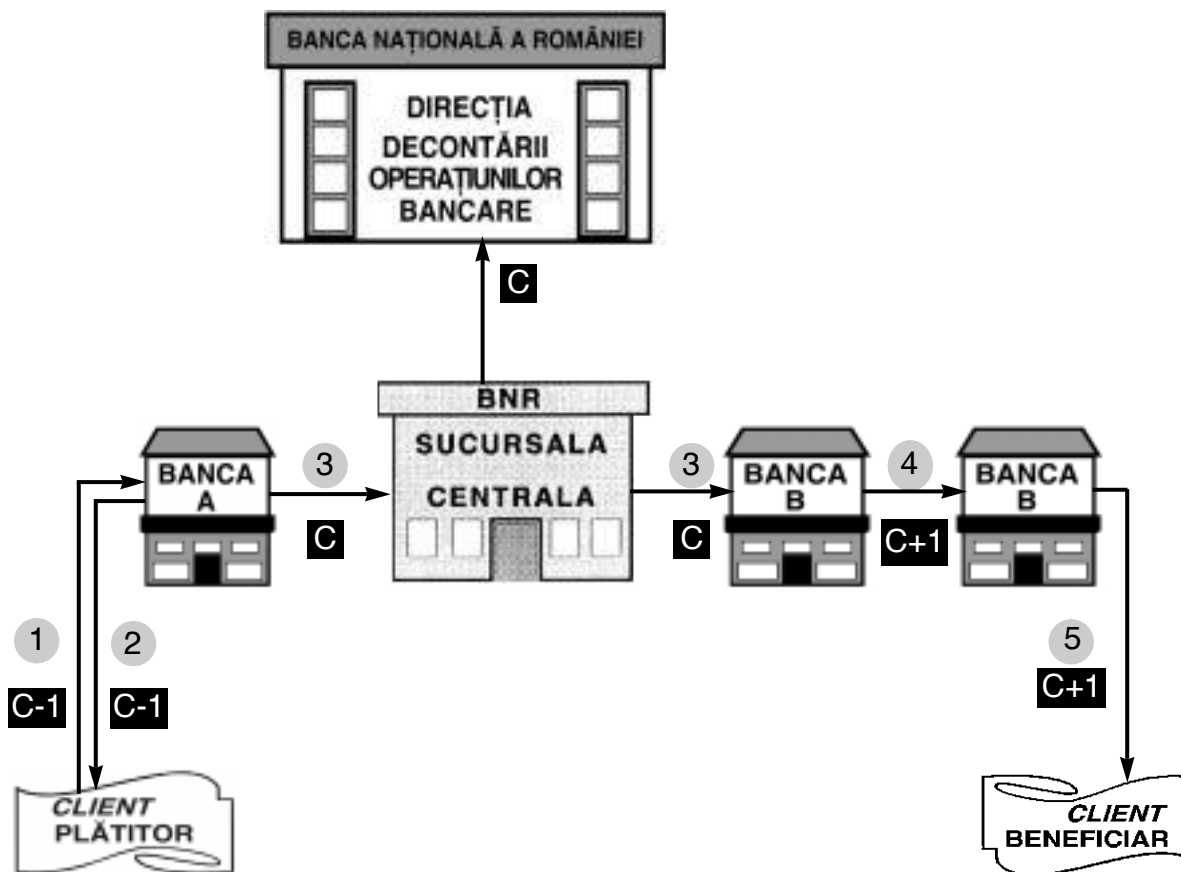 BANCA NAȚIONALĂ A ROMÂNIEI
DIRECȚIA
DECONTĂRII
OPERAȚIUNILOR
BANCARE
C
BNR
SUCURSALA
CENTRALA
BANCA
A
3
C
3
C
BANCA
B
4
C+1
BANCA
B
1
C-1
2
C-1
5
C+1
CLIENT
PLĂTITOR
CLIENT
BENEFICIAR